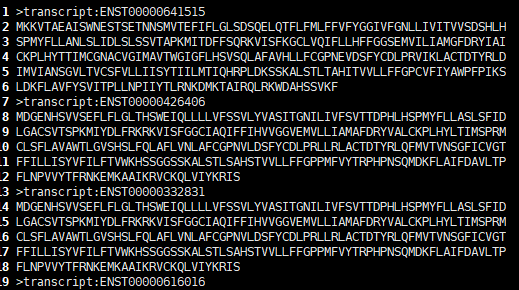 1 >transcript:ENST00000641515
2 MKKVTAEAISWNESTSETNNSMVTEFIFLGLSDSQELQTFLFMLFFVFYGGIVFGNLLIVITVVSDSHLH
3 SPMYFLLANLSLIDLSLSSVTAPKMITDFFSQRKVISFKGCLVQIFLLHFFGGSEMVILIAMGFDRYIAI
4 CKPLHYTTIMCGNACVGIMAVTWGIGFLHSVSQLAFAVHLLFCGPNEVDSFYCDLPRVIKLACTDTYRLD
5 IMVIANSGVLTVCSFVLLIISYTIILMTIQHRPLDKSSKALSTLTAHITVVLLFFGPCVFIYAWPFPIKS
6 LDKFLAVFYSVITPLLNPIIYTLRNKDMKTAIRQLRKWDAHSSVKF
7 >transcript:ENST00000426406
8 MDGENHSVVSEFLFLGLTHSWEIQLLLLVFSSVLYVASITGNILIVFSVTTDPHLHSPMYFLLASLSFID
9 LGACSVTSPKMIYDLFRKRKVISFGGCIAQIFFIHVVGGVEMVLLIAMAFDRYVALCKPLHYLTIMSPRM
10 CLSFLAVAWTLGVSHSLFQLAFLVNLAFCGPNVLDSFYCDLPRLLRLACTDTYRLQFMVTVNSGFICVGT
11 FFILLISYVFILFTVWKHSSGGSSKALSTLSAHSTVVLLFFGPPMFVYTRPHPNSQMDKFLAIFDAVLTP
12 FLNPVVYTFRNKEMKAAIKRVCKQLVIYKRIS
13 >transcript:ENST00000332831
14 MDGENHSVVSEFLFLGLTHSWEIQLLLLVFSSVLYVASITGNILIVFSVTTDPHLHSPMYFLLASLSFID
15 LGACSVTSPKMIYDLFRKRKVISFGGCIAQIFFIHVVGGVEMVLLIAMAFDRYVALCKPLHYLTIMSPRM
16 CLSFLAVAWTLGVSHSLFQLAFLVNLAFCGPNVLDSFYCDLPRLLRLACTDTYRLQFMVTVNSGFICVGT
17 FFILLISYVFILFTVWKHSSGGSSKALSTLSAHSTVVLLFFGPPMFVYTRPHPNSQMDKFLAIFDAVLTP
18 FLNPVVYTFRNKEMKAAIKRVCKQLVIYKRIS
19 >transcript:ENST00000616016